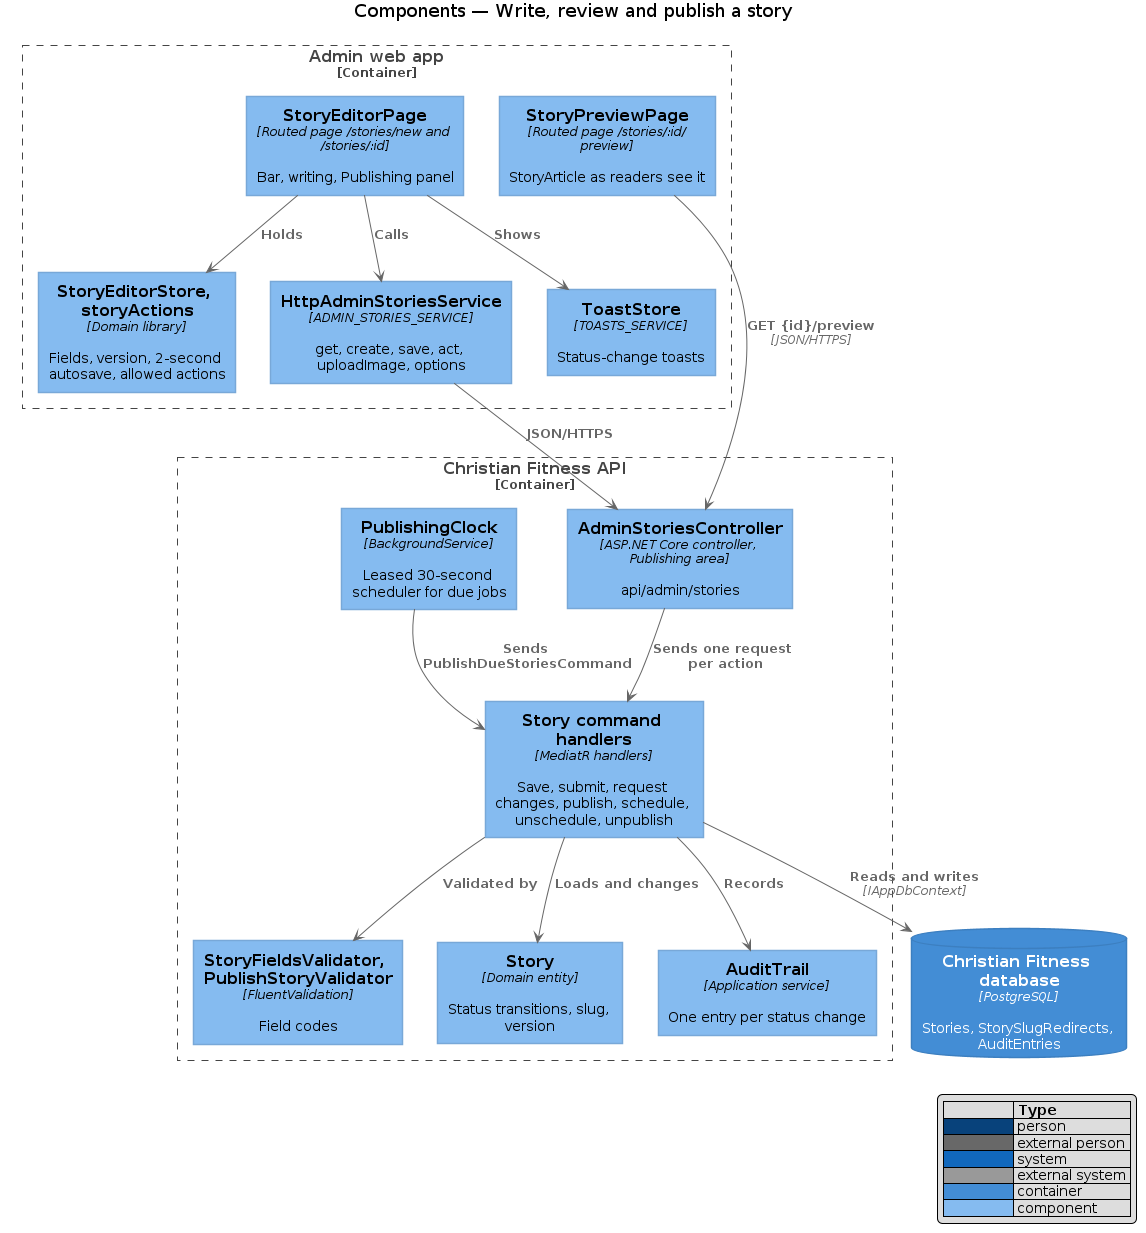 Components — Write, review and publish a story
Admin web app
[Container]
StoryEditorPage
[Routed page /stories/new and
/stories/:id]
Bar, writing, Publishing panel
StoryPreviewPage
[Routed page /stories/:id/
preview]
StoryArticle as readers see it
Holds
Calls
Shows
StoryEditorStore,
storyActions
[Domain library]
Fields, version, 2-second
autosave, allowed actions
HttpAdminStoriesService
[ADMIN_STORIES_SERVICE]
get, create, save, act,
uploadImage, options
ToastStore
[TOASTS_SERVICE]
Status-change toasts
GET {id}/preview
[JSON/HTTPS]
JSON/HTTPS
Christian Fitness API
[Container]
PublishingClock
[BackgroundService]
Leased 30-second
scheduler for due jobs
AdminStoriesController
[ASP.NET Core controller,
Publishing area]
api/admin/stories
Sends
PublishDueStoriesCommand
Sends one request
per action
Story command
handlers
[MediatR handlers]
Save, submit, request
changes, publish, schedule,
unschedule, unpublish
Validated by
Loads and changes
Records
Reads and writes
[IAppDbContext]
StoryFieldsValidator,
PublishStoryValidator
[FluentValidation]
Field codes
Story
[Domain entity]
Status transitions, slug,
version
AuditTrail
[Application service]
One entry per status change
Christian Fitness
database
[PostgreSQL]
Stories, StorySlugRedirects,
AuditEntries
Type
person
external person
system
external system
container
component